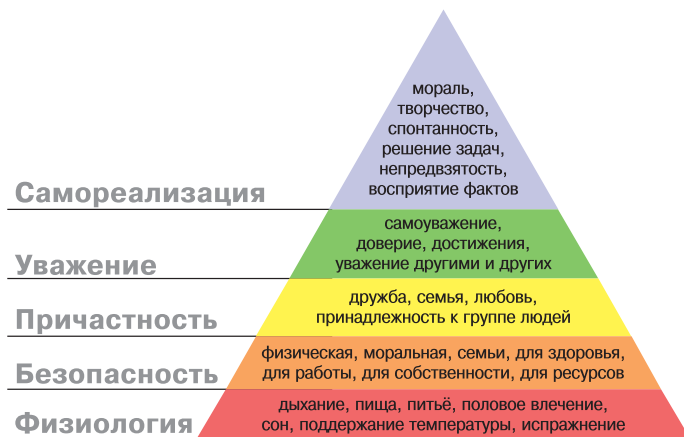 мораль,
творчество,
спонтанность,
решение задач,
непредвзятость,
восприятие фактов
Самореализация
самоуважение,
доверие, достижения,
уважение другими и других
Уважение
дружба, семья, любовь,
принадлежность к группе людей
Причастность
физическая, моральная, семьи, для здоровья,
для работы, для собственности, для ресурсов
Безопасность
дыхание, пища, питьё, половое влечение,
сон, поддержание температуры, испражнение
Физиология